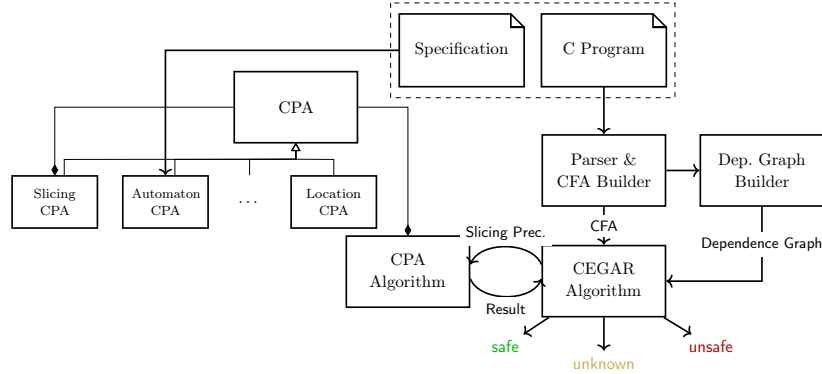 Specification
C Program
CPA
Parser &
CFA Builder
Dep. Graph
Builder
Slicing
CPA
Automaton
CPA
...
Location
CPA
CFA
Slicing Prec.
Dependence Graph
CPA
Algorithm
CEGAR
Algorithm
Result
safe
unknown
unsafe